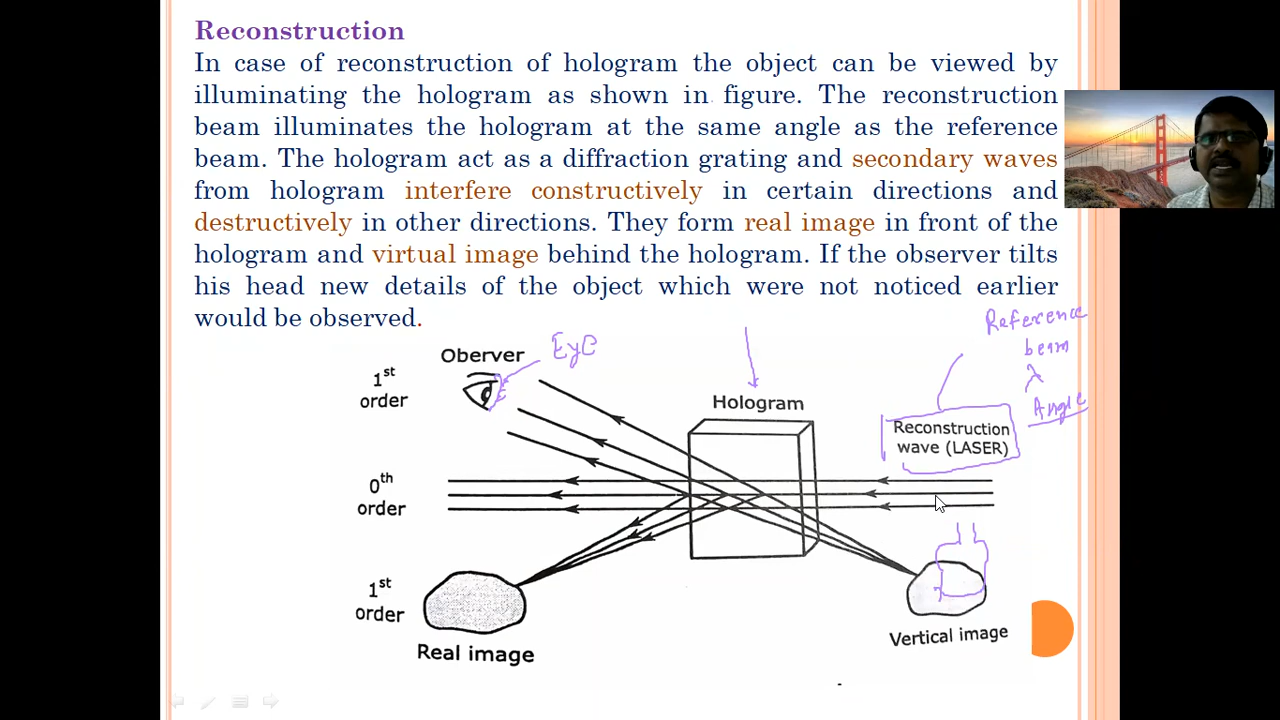 Reconstruction
In case of reconstruction of hologram the object can be viewed by
illuminating the hologram as shown in figure. The reconstruction
beam illuminates the hologram at the same angle as the reference
beam. The hologram act as a diffraction grating and secondary waves
from hologram interfere constructively in certain directions and
destructively in other directions. They form real image in front of the
hologram and virtual image behind the hologram. If the observer tilts
his head new details of the object which were not noticed earlier
would be observed.
Reference
beam
λ
Angle
Oberver
EyE
1st
order
Hologram
Reconstruction
wave (LASER)
0th
order
1st
order
Real image
Vertical image